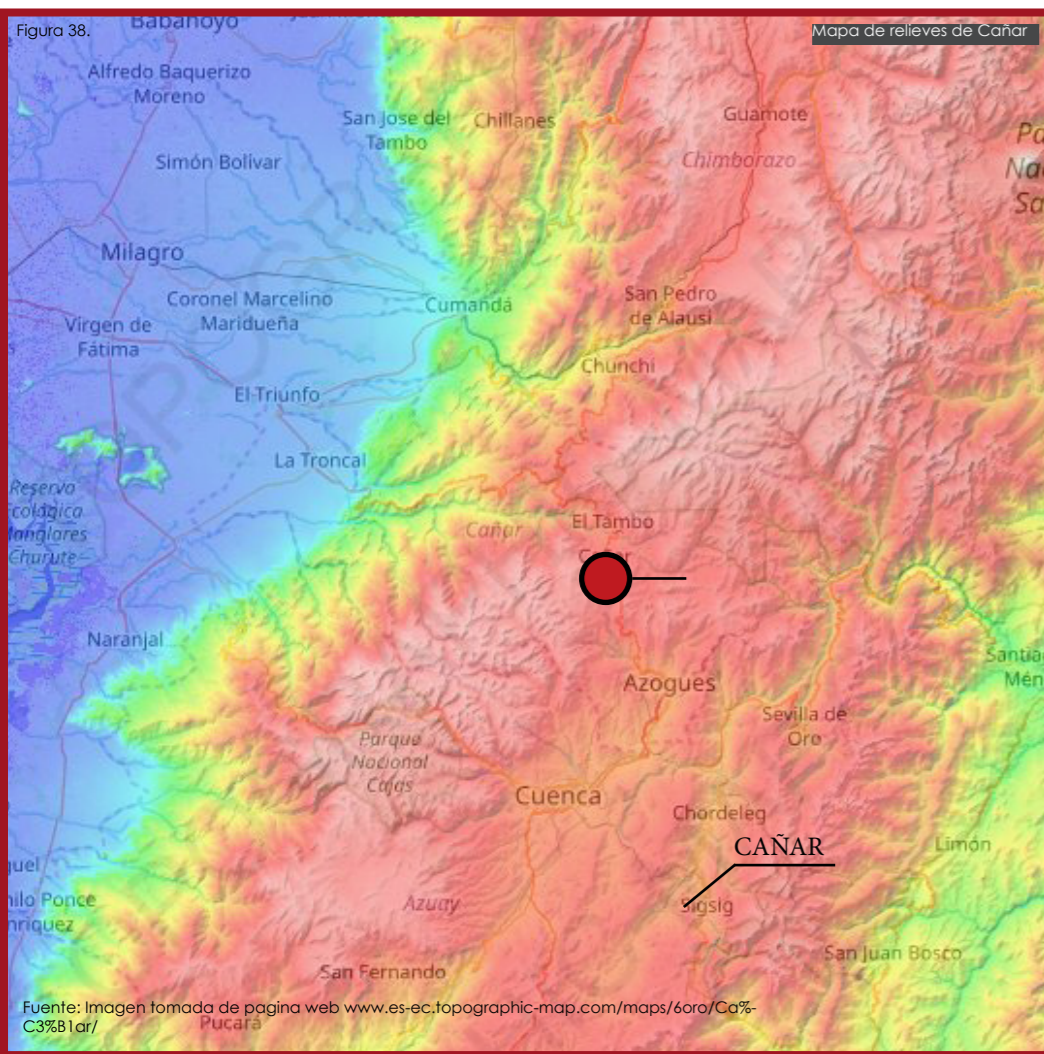 Figura 38.
Mapa de relieves de Cañar
Babahoyo
Alfredo Baquerizo
Moreno
San Jose del
Tambo
Chillanes
Guamote
Simón Bolívar
Chimborazo
Milagro
Coronel Marcelino
Maridueña
Cumandá
San Pedro
de Alausí
Virgen de
Fátima
Chunchi
El Triunfo
La Troncal
Reserva
Ecológica
Manglares
Churute
Cañar
El Tambo
Naranjal
Azogues
Sevilla de
Oro
Parque
Nacional
Cajas
Cuenca
Chordeleg
CAÑAR
Limón
Azuay
Sigsig
San Juan Bosco
San Fernando
Fuente: Imagen tomada de pagina web www.es-ec.topographic-map.com/maps/6oro/Ca%-
C3%B1ar/
Pucará